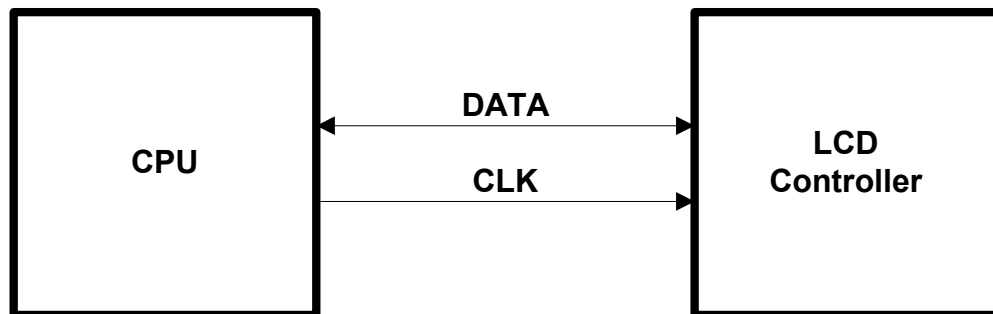 DATA
CPU
LCD
Controller
CLK